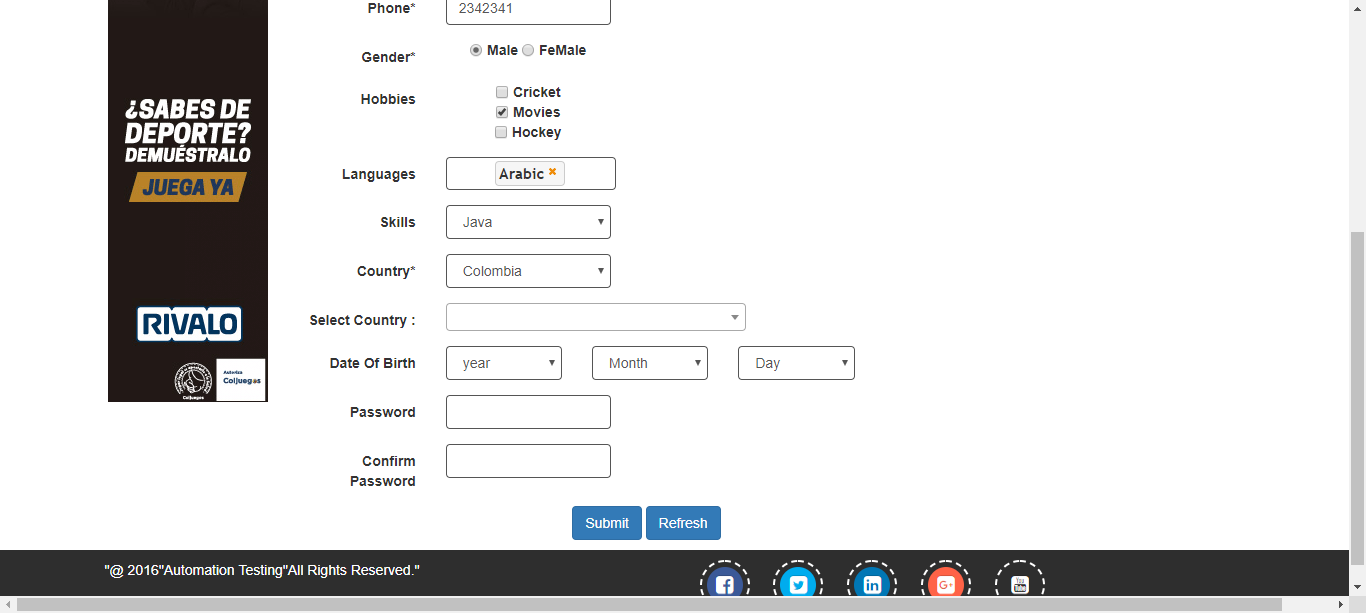 Phone*
2342341
Gender*
Male FeMale
Hobbies
Cricket
Movies
Hockey
Languages
Arabic
Skills
Java
Country*
Colombia
Select Country :
Date Of Birth
year Month Day
Password
Confirm
Password
Submit Refresh
¿SABES DE
DEPORTE?
DEMUÉSTRALO
JUEGA YA
RIVALO
Autoriza
Coljuegos
Coljuegos
"@ 2016"Automation Testing"All Rights Reserved."
f
in
G+
You
Tube